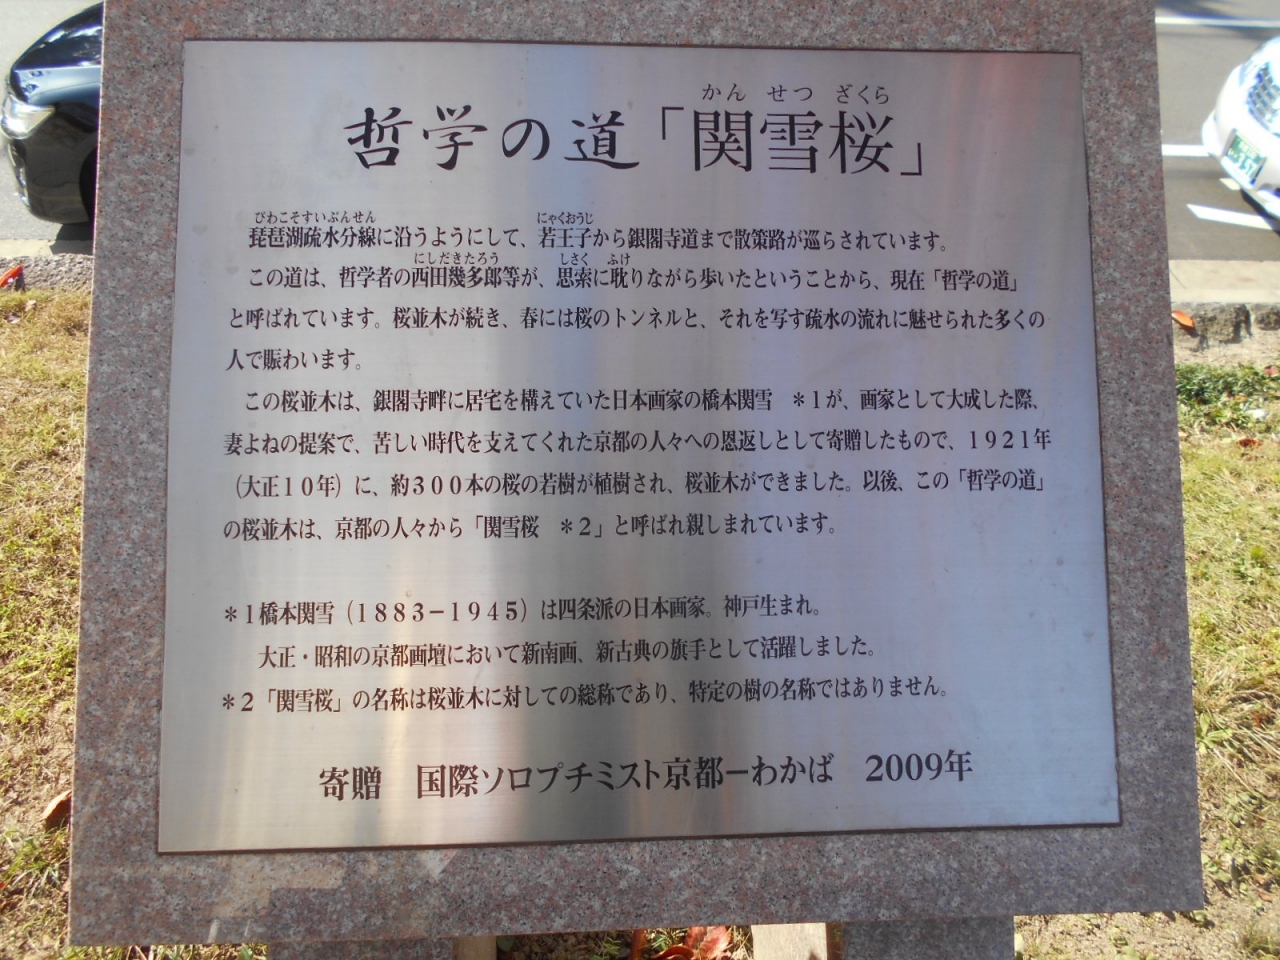 かん せつ ざくら
哲学の道「関雪桜」
びわこそすいぶんせん にゃくおうじ
琵琶湖疏水分線に沿うようにして、若王子から銀閣寺道まで散策路が巡らされています。
にしだきたろう しさく ふけ
この道は、哲学者の西田幾多郎等が、思索に耽りながら歩いたということから、現在「哲学の道」
と呼ばれています。桜並木が続き、春には桜のトンネルと、それを写す疏水の流れに魅せられた多くの
人で賑わいます。
この桜並木は、銀閣寺畔に居宅を構えていた日本画家の橋本関雪 ＊1が、画家として大成した際、
妻よねの提案で、苦しい時代を支えてくれた京都の人々への恩返しとして寄贈したもので、１９２１年
（大正１０年）に、約３００本の桜の若樹が植樹され、桜並木ができました。以後、この「哲学の道」
の桜並木は、京都の人々から「関雪桜 ＊２」と呼ばれ親しまれています。
＊１橋本関雪（１８８３−１９４５）は四条派の日本画家。神戸生まれ。
大正・昭和の京都画壇において新南画、新古典の旗手として活躍しました。
＊２「関雪桜」の名称は桜並木に対しての総称であり、特定の樹の名称ではありません。
寄贈 国際ソロプチミスト京都−わかば 2009年